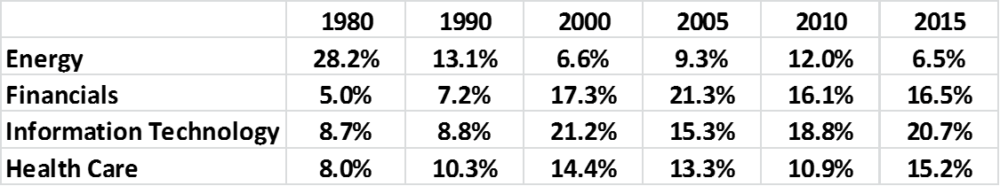 1980 1990 2000 2005 2010 2015
Energy 28.2% 13.1% 6.6% 9.3% 12.0% 6.5%
Financials 5.0% 7.2% 17.3% 21.3% 16.1% 16.5%
Information Technology 8.7% 8.8% 21.2% 15.3% 18.8% 20.7%
Health Care 8.0% 10.3% 14.4% 13.3% 10.9% 15.2%